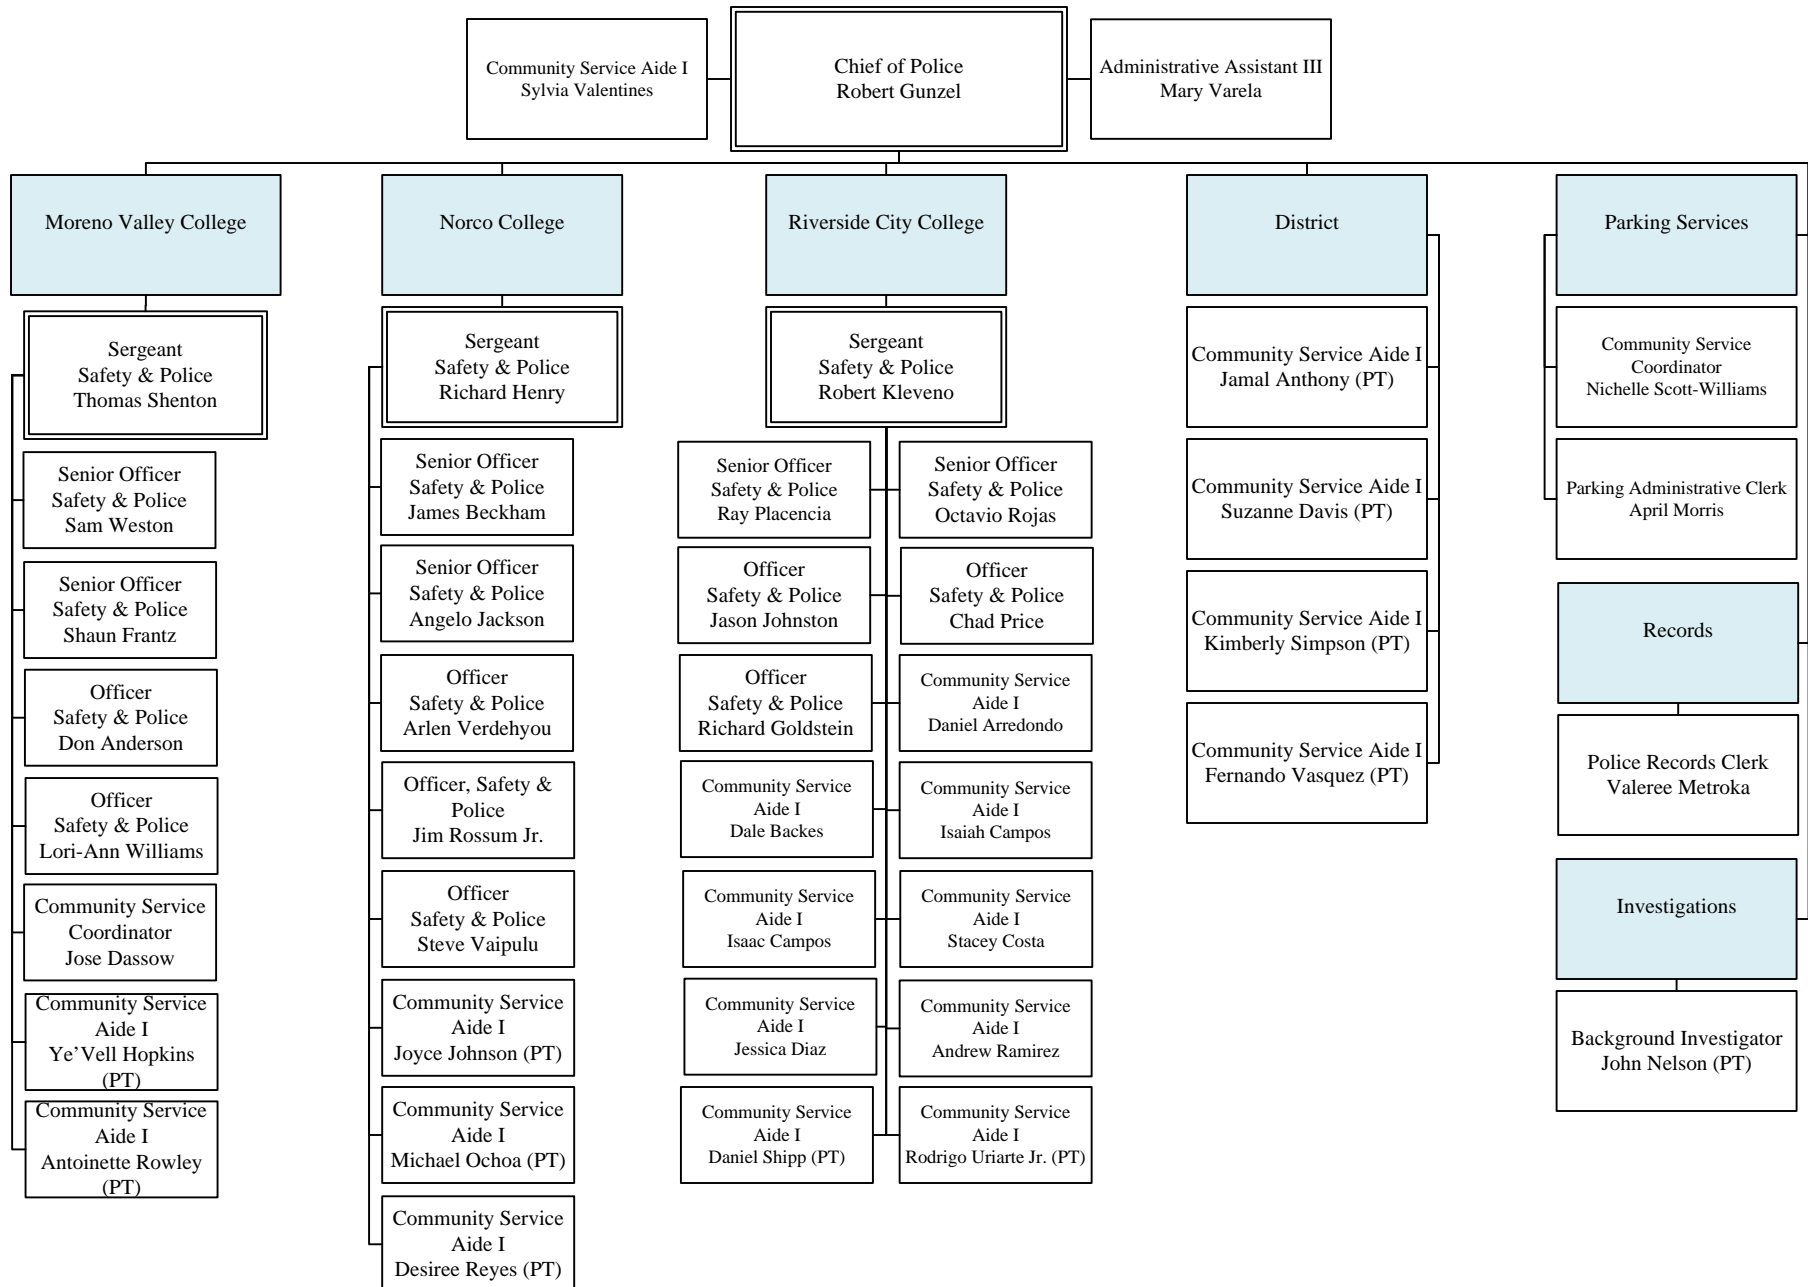 Community Service Aide I
Sylvia Valentines
Chief of Police
Robert Gunzel
Administrative Assistant III
Mary Varela
Moreno Valley College
Sergeant
Safety & Police
Thomas Shenton
Senior Officer
Safety & Police
Sam Weston
Senior Officer
Safety & Police
Shaun Frantz
Officer
Safety & Police
Don Anderson
Officer
Safety & Police
Lori-Ann Williams
Community Service
Coordinator
Jose Dassow
Community Service
Aide I
Ye’Vell Hopkins
(PT)
Community Service
Aide I
Antoinette Rowley
(PT)
Norco College
Sergeant
Safety & Police
Richard Henry
Senior Officer
Safety & Police
James Beckham
Senior Officer
Safety & Police
Angelo Jackson
Officer
Safety & Police
Arlen Verdehyou
Officer, Safety &
Police
Jim Rossum Jr.
Officer
Safety & Police
Steve Vaipulu
Community Service
Aide I
Joyce Johnson (PT)
Community Service
Aide I
Michael Ochoa (PT)
Community Service
Aide I
Desiree Reyes (PT)
Riverside City College
Sergeant
Safety & Police
Robert Kleveno
Senior Officer
Safety & Police
Ray Placencia
Senior Officer
Safety & Police
Octavio Rojas
Officer
Safety & Police
Jason Johnston
Officer
Safety & Police
Chad Price
Officer
Safety & Police
Richard Goldstein
Community Service
Aide I
Daniel Arredondo
Community Service
Aide I
Dale Backes
Community Service
Aide I
Isaiah Campos
Community Service
Aide I
Isaac Campos
Community Service
Aide I
Stacey Costa
Community Service
Aide I
Jessica Diaz
Community Service
Aide I
Andrew Ramirez
Community Service
Aide I
Daniel Shipp (PT)
Community Service
Aide I
Rodrigo Uriarte Jr. (PT)
District
Community Service Aide I
Jamal Anthony (PT)
Community Service Aide I
Suzanne Davis (PT)
Community Service Aide I
Kimberly Simpson (PT)
Community Service Aide I
Fernando Vasquez (PT)
Parking Services
Community Service
Coordinator
Nichelle Scott-Williams
Parking Administrative Clerk
April Morris
Records
Police Records Clerk
Valeree Metroka
Investigations
Background Investigator
John Nelson (PT)